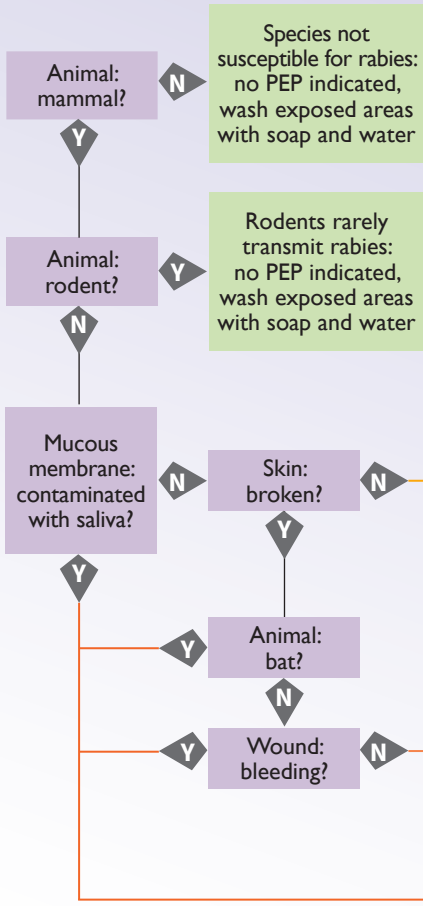 Animal:
mammal?
N
Species not
susceptible for rabies:
no PEP indicated,
wash exposed areas
with soap and water
Y
Animal:
rodent?
Y
Rodents rarely
transmit rabies:
no PEP indicated,
wash exposed areas
with soap and water
N
Mucous
membrane:
contaminated
with saliva?
N
Skin:
broken?
N
Y
Y
Y
Animal:
bat?
N
Y
Wound:
bleeding?
N